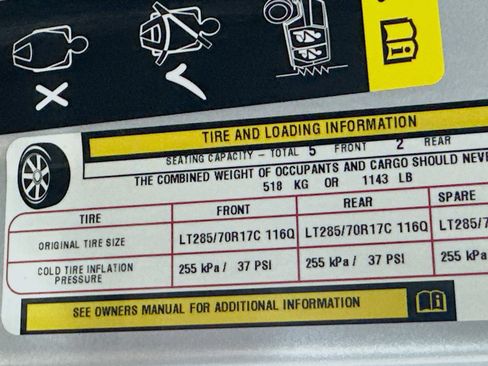 TIRE AND LOADING INFORMATION
SEATING CAPACITY – TOTAL 5 FRONT 2 REAR
THE COMBINED WEIGHT OF OCCUPANTS AND CARGO SHOULD NEVE
518 KG OR 1143 LB
TIRE FRONT REAR SPARE
ORIGINAL TIRE SIZE LT285/70R17C 116Q LT285/70R17C 116Q LT285/7
COLD TIRE INFLATION PRESSURE 255 kPa / 37 PSI 255 kPa / 37 PSI 255 kP
SEE OWNERS MANUAL FOR ADDITIONAL INFORMATION